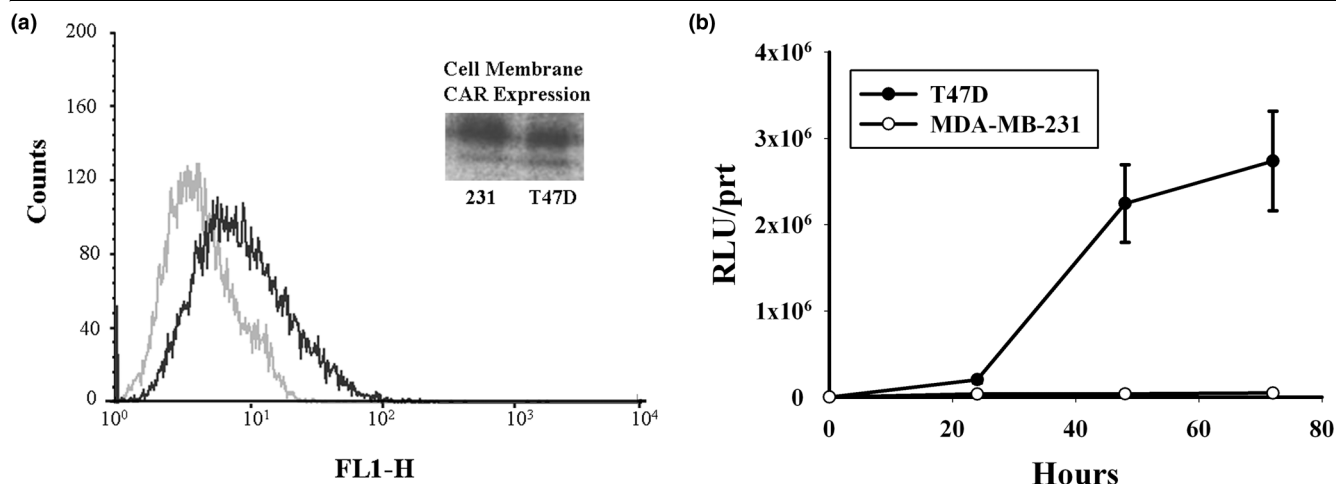 (a)
200
160
120
80
40
0
Counts
10⁰ 10¹ 10² 10³ 10⁴
FL1-H
Cell Membrane
CAR Expression
231 T47D
(b)
4x10⁶
3x10⁶
2x10⁶
1x10⁶
0
RLU/prt
T47D
MDA-MB-231
0 20 40 60 80
Hours